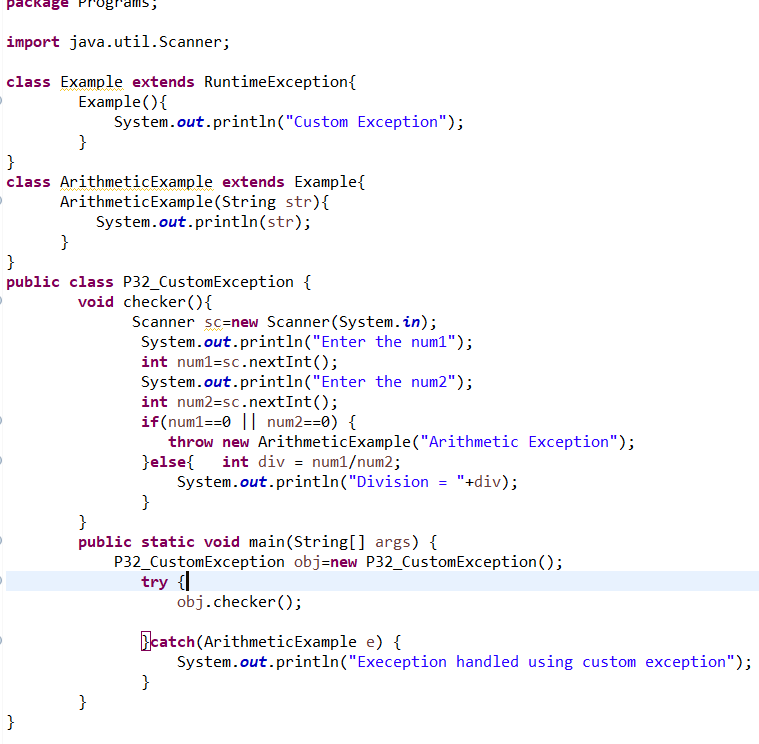 package Programs;
import java.util.Scanner;
class Example extends RuntimeException{
Example(){
System.out.println("Custom Exception");
}
}
class ArithmeticExample extends Example{
ArithmeticExample(String str){
System.out.println(str);
}
}
public class P32_CustomException {
void checker(){
Scanner sc=new Scanner(System.in);
System.out.println("Enter the num1");
int num1=sc.nextInt();
System.out.println("Enter the num2");
int num2=sc.nextInt();
if(num1==0 || num2==0) {
throw new ArithmeticExample("Arithmetic Exception");
}else{   int div = num1/num2;
System.out.println("Division = "+div);
}
}
public static void main(String[] args) {
P32_CustomException obj=new P32_CustomException();
try {
obj.checker();
}catch(ArithmeticExample e) {
System.out.println("Exeception handled using custom exception");
}
}
}